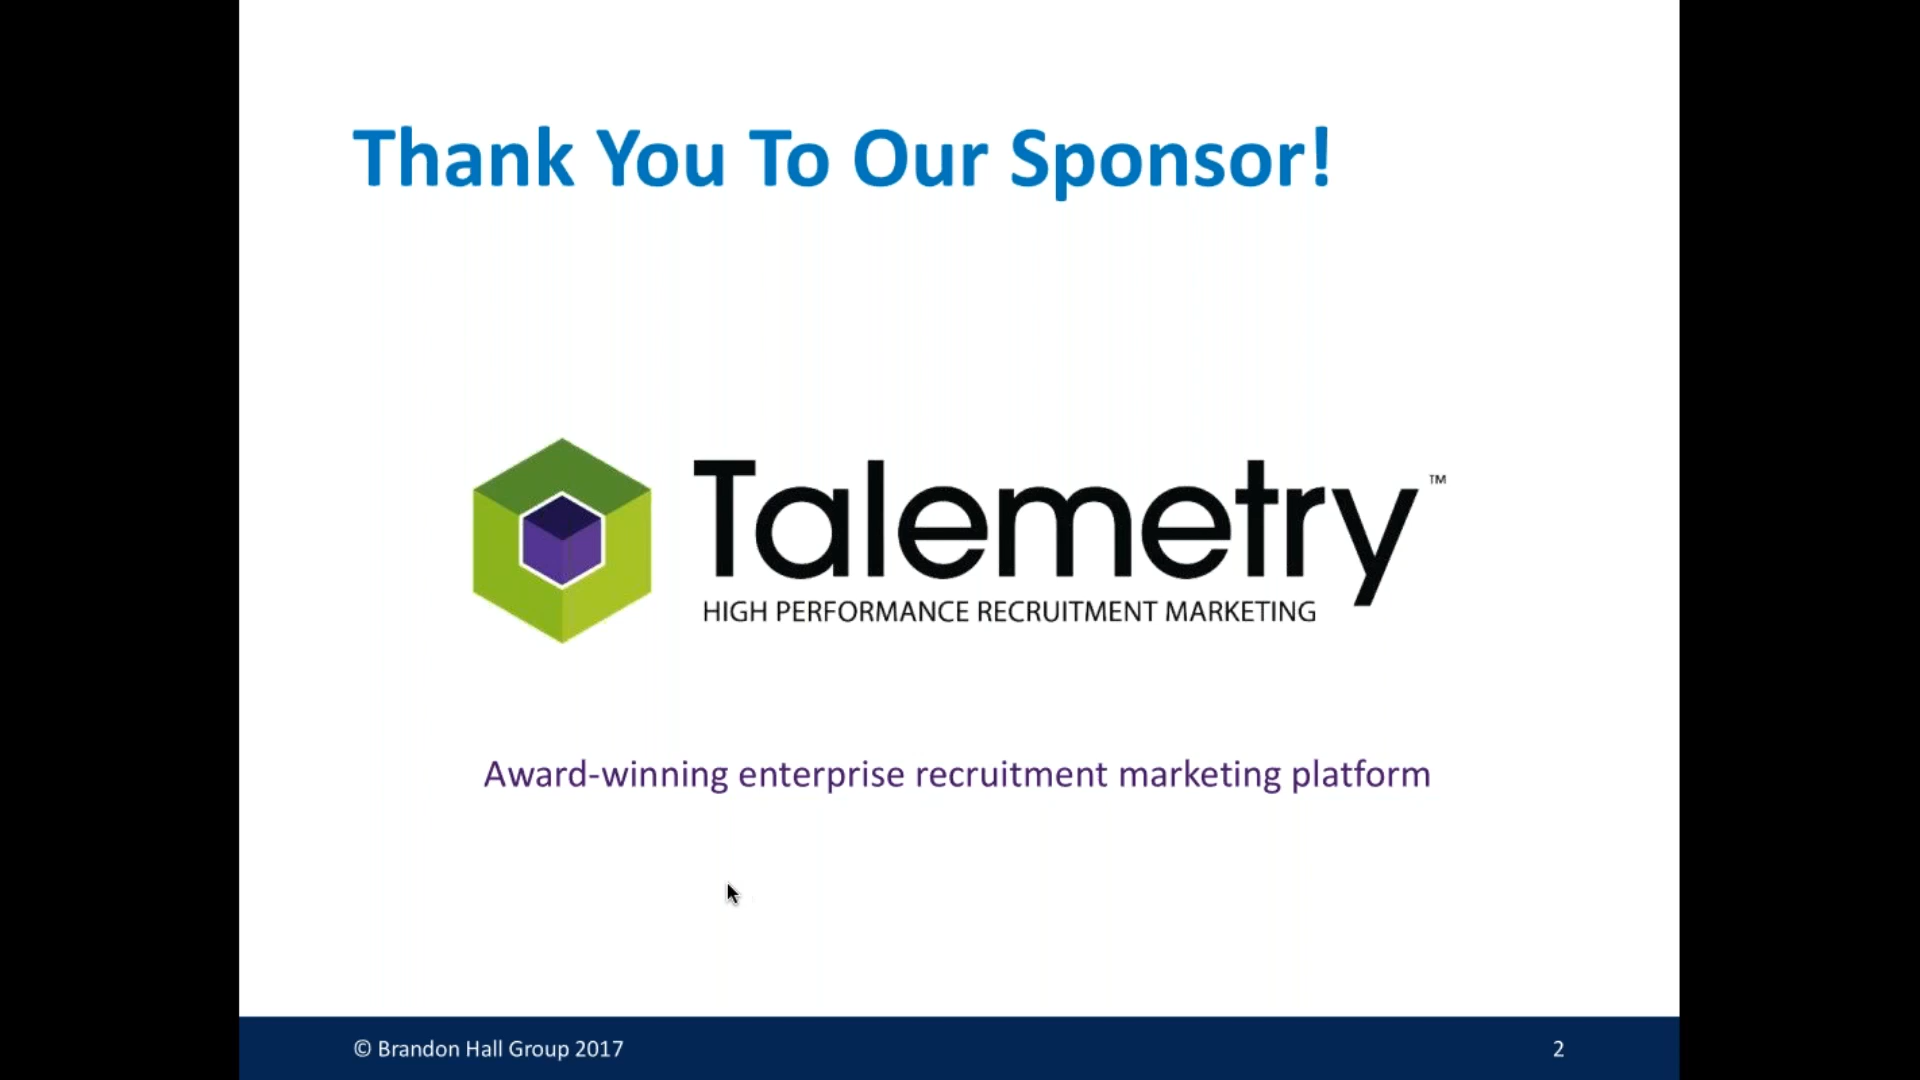 Thank You To Our Sponsor!
Talemetry™
HIGH PERFORMANCE RECRUITMENT MARKETING
Award-winning enterprise recruitment marketing platform
© Brandon Hall Group 2017
2